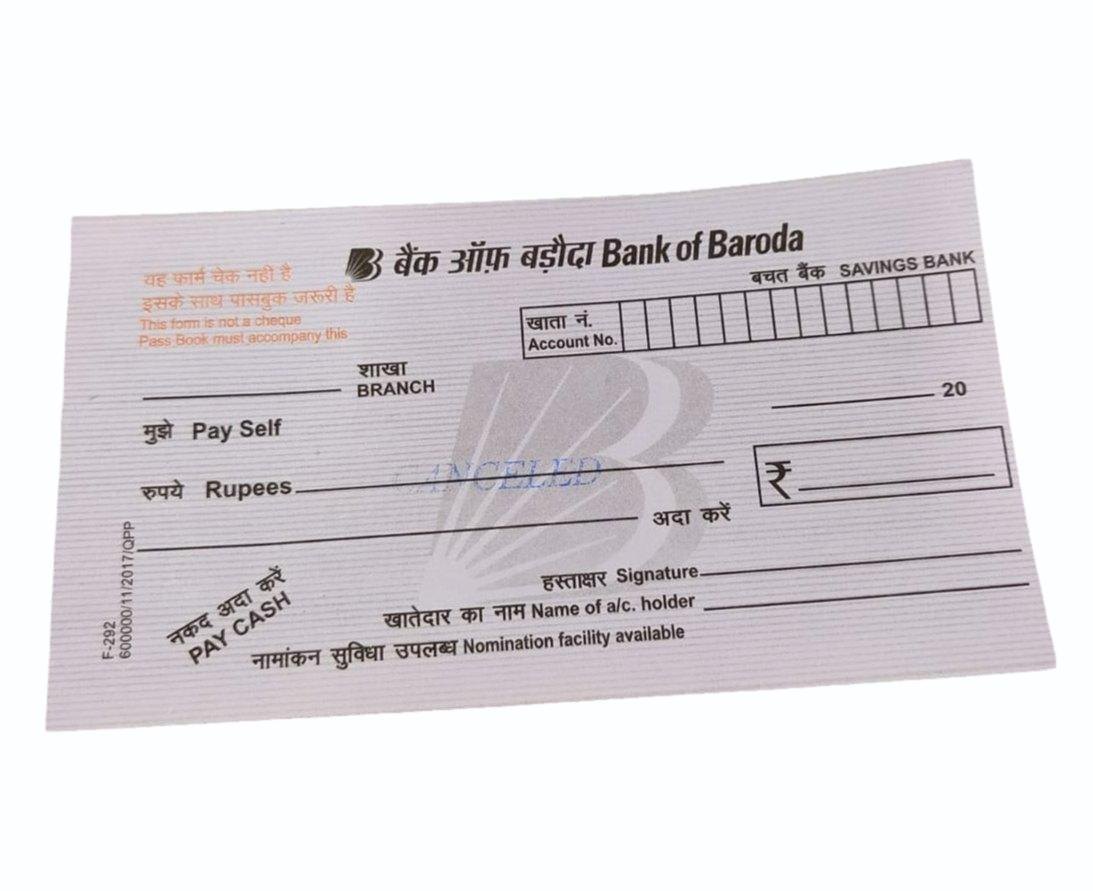 बैंक ऑफ़ बड़ौदा Bank of Baroda
बचत बैंक SAVINGS BANK
यह फार्म चेक नहीं है
इसके साथ पासबुक जरूरी है
This form is not a cheque
Pass Book must accompany this
खाता नं.
Account No.
शाखा
BRANCH
20
मुझे Pay Self
रुपये Rupees
CANCELED
₹
अदा करें
नकद अदा करें
PAY CASH
हस्ताक्षर Signature
खातेदार का नाम Name of a/c. holder
नामांकन सुविधा उपलब्ध Nomination facility available
F-292
600000/11/2017/QPP